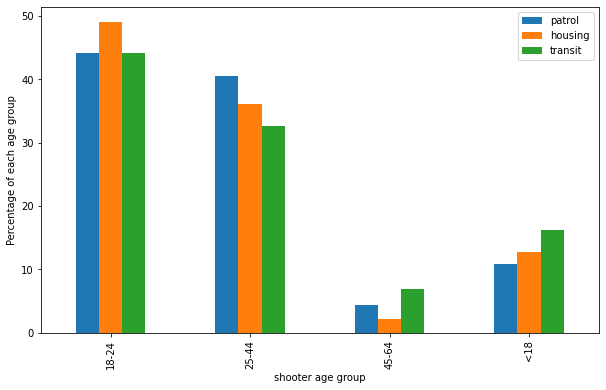 50
40
30
20
10
0
Percentage of each age group
patrol
housing
transit
18-24
25-44
45-64
<18
shooter age group